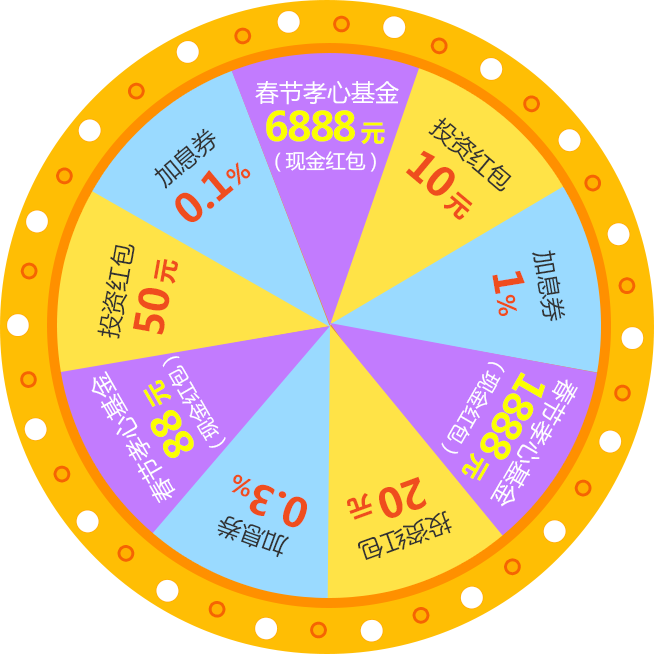 春节孝心基金
6888元
(现金红包)
投资红包
10元
加息券
1%
春节孝心基金
1888元
(现金红包)
投资红包
20元
加息券
0.3%
春节孝心基金
88元
(现金红包)
投资红包
50元
加息券
0.1%